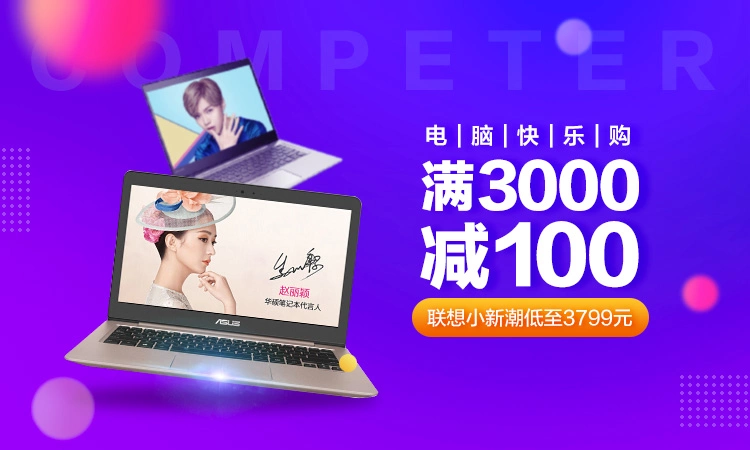 COMPETER
电|脑|快|乐|购
满3000
减100
联想小新潮低至3799元
赵丽颖
华硕笔记本代言人
ASUS